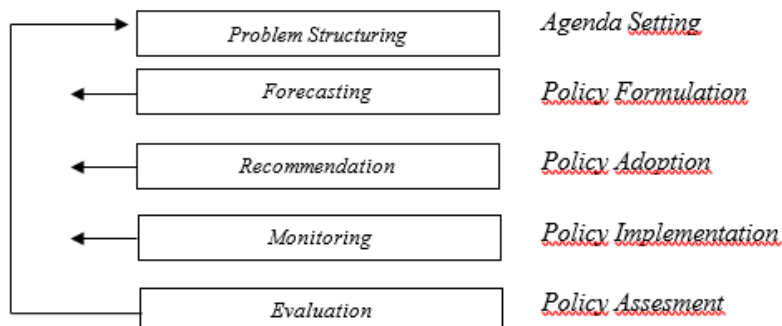 Problem Structuring
Agenda Setting
Forecasting
Policy Formulation
Recommendation
Policy Adoption
Monitoring
Policy Implementation
Evaluation
Policy Assesment